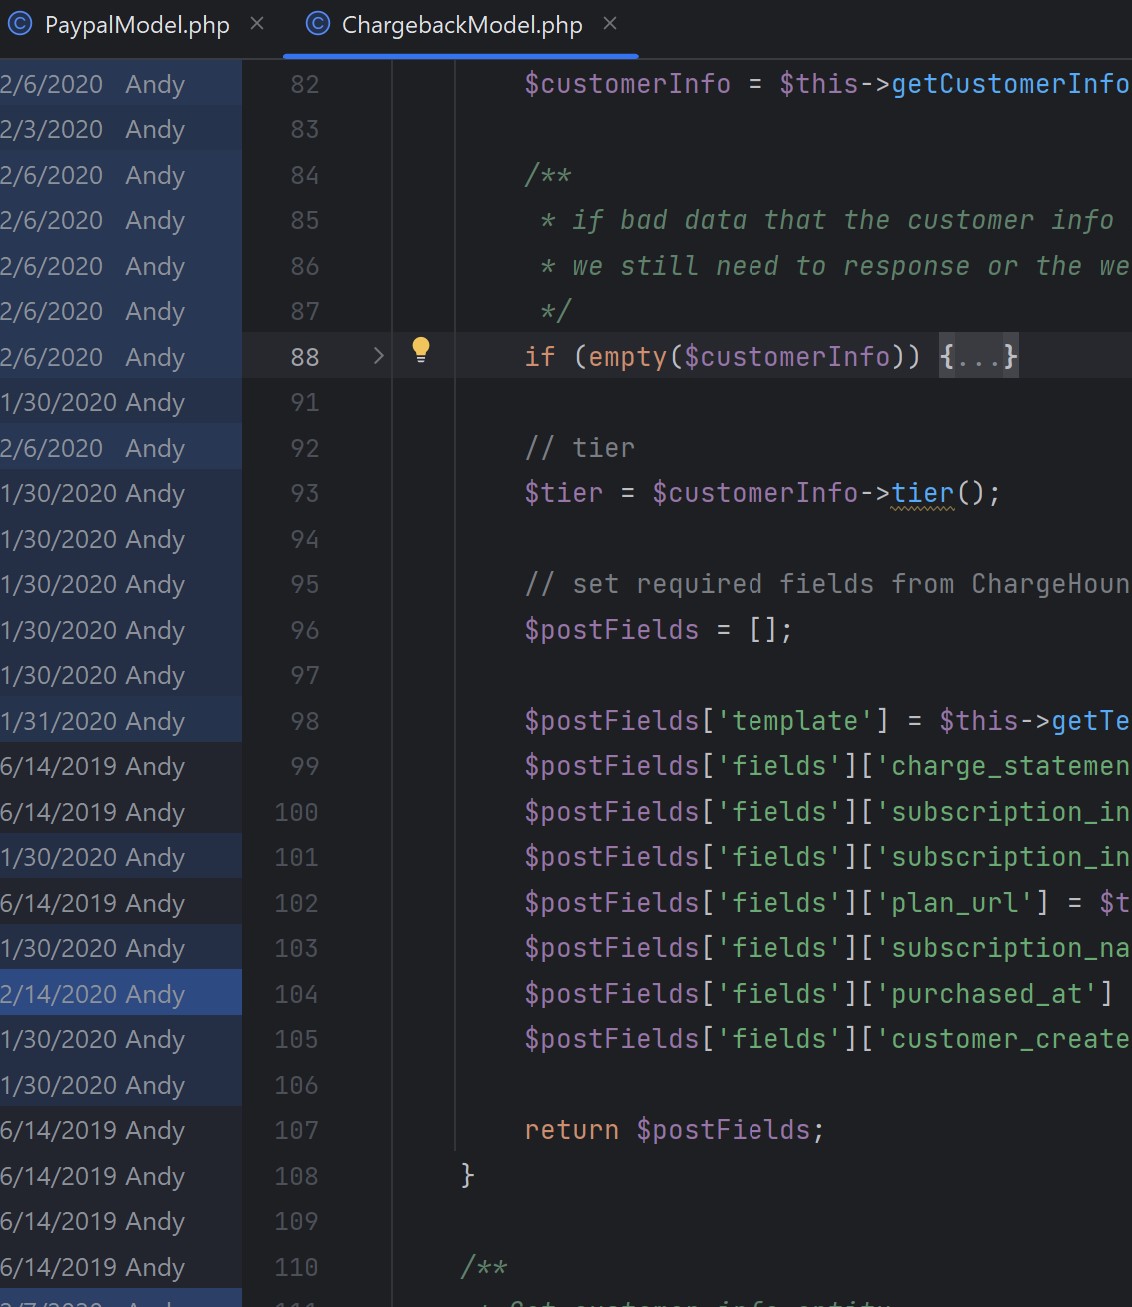 PaypalModel.php × ChargebackModel.php ×
2/6/2020 Andy 82 $customerInfo = $this->getCustomerInfo
2/3/2020 Andy 83
2/6/2020 Andy 84 /**
2/6/2020 Andy 85 * if bad data that the customer info
2/6/2020 Andy 86 * we still need to response or the we
2/6/2020 Andy 87 */
2/6/2020 Andy 88 if (empty($customerInfo)) {...}
1/30/2020 Andy 91
2/6/2020 Andy 92 // tier
1/30/2020 Andy 93 $tier = $customerInfo->tier();
1/30/2020 Andy 94
1/30/2020 Andy 95 // set required fields from ChargeHoun
1/30/2020 Andy 96 $postFields = [];
1/30/2020 Andy 97
1/31/2020 Andy 98 $postFields['template'] = $this->getTe
6/14/2019 Andy 99 $postFields['fields']['charge_statemen
6/14/2019 Andy 100 $postFields['fields']['subscription_in
1/30/2020 Andy 101 $postFields['fields']['subscription_in
6/14/2019 Andy 102 $postFields['fields']['plan_url'] = $t
1/30/2020 Andy 103 $postFields['fields']['subscription_na
2/14/2020 Andy 104 $postFields['fields']['purchased_at']
1/30/2020 Andy 105 $postFields['fields']['customer_create
1/30/2020 Andy 106
6/14/2019 Andy 107 return $postFields;
6/14/2019 Andy 108 }
6/14/2019 Andy 109
6/14/2019 Andy 110 /**